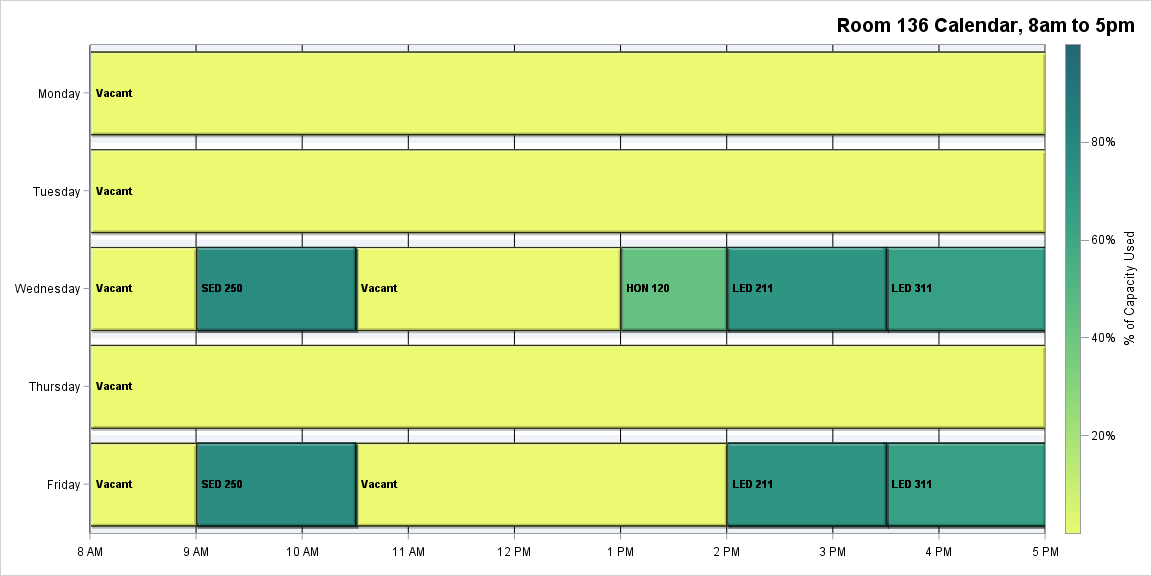 Room 136 Calendar, 8am to 5pm
Monday
Vacant
Tuesday
Vacant
Wednesday
Vacant
SED 250
Vacant
HON 120
LED 211
LED 311
Thursday
Vacant
Friday
Vacant
SED 250
Vacant
LED 211
LED 311
8 AM
9 AM
10 AM
11 AM
12 PM
1 PM
2 PM
3 PM
4 PM
5 PM
80%
60%
40%
20%
% of Capacity Used